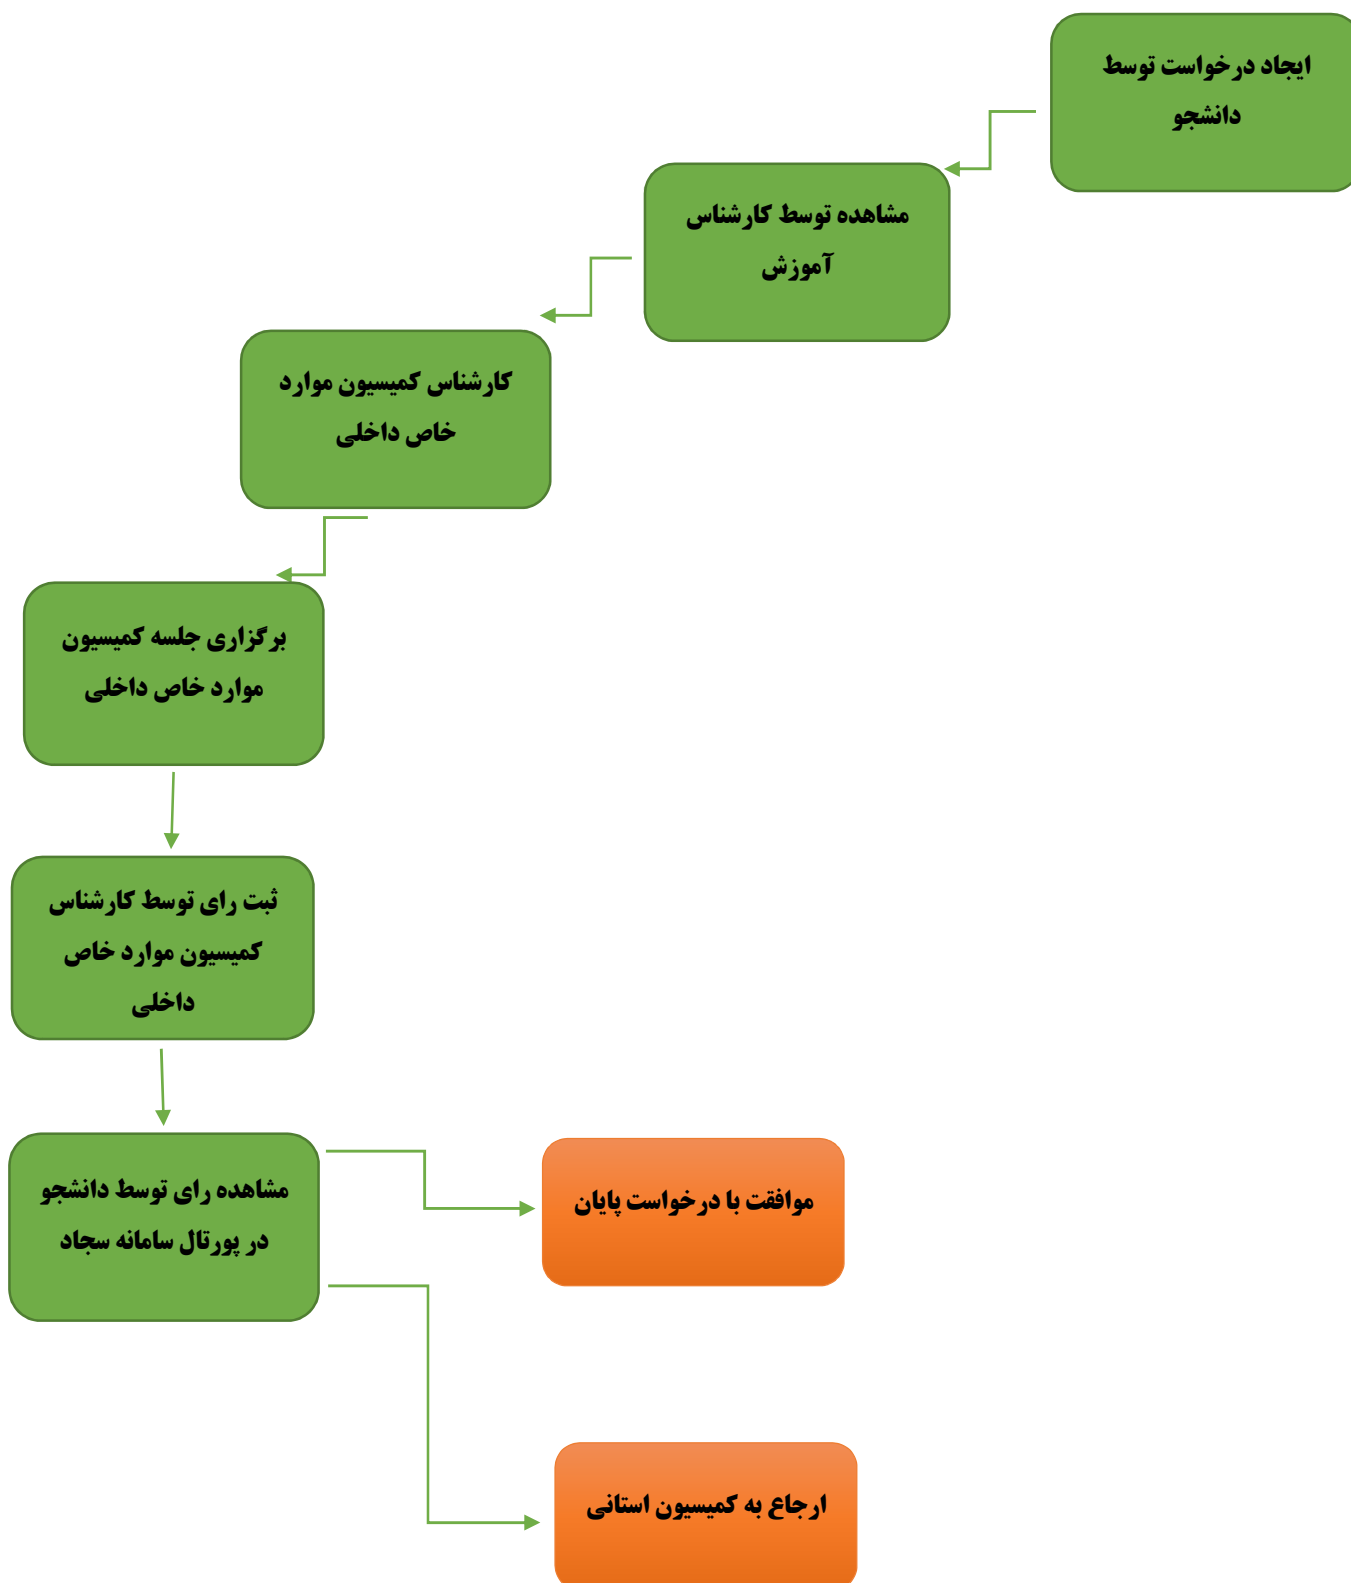 ایجاد درخواست توسط
دانشجو
مشاهده توسط کارشناس
آموزش
کارشناس کمیسیون موارد
خاص داخلی
برگزاری جلسه کمیسیون
موارد خاص داخلی
ثبت رای توسط کارشناس
کمیسیون موارد خاص
داخلی
مشاهده رای توسط دانشجو
در پورتال سامانه سجاد
موافقت با درخواست پایان
ارجاع به کمیسیون استانی